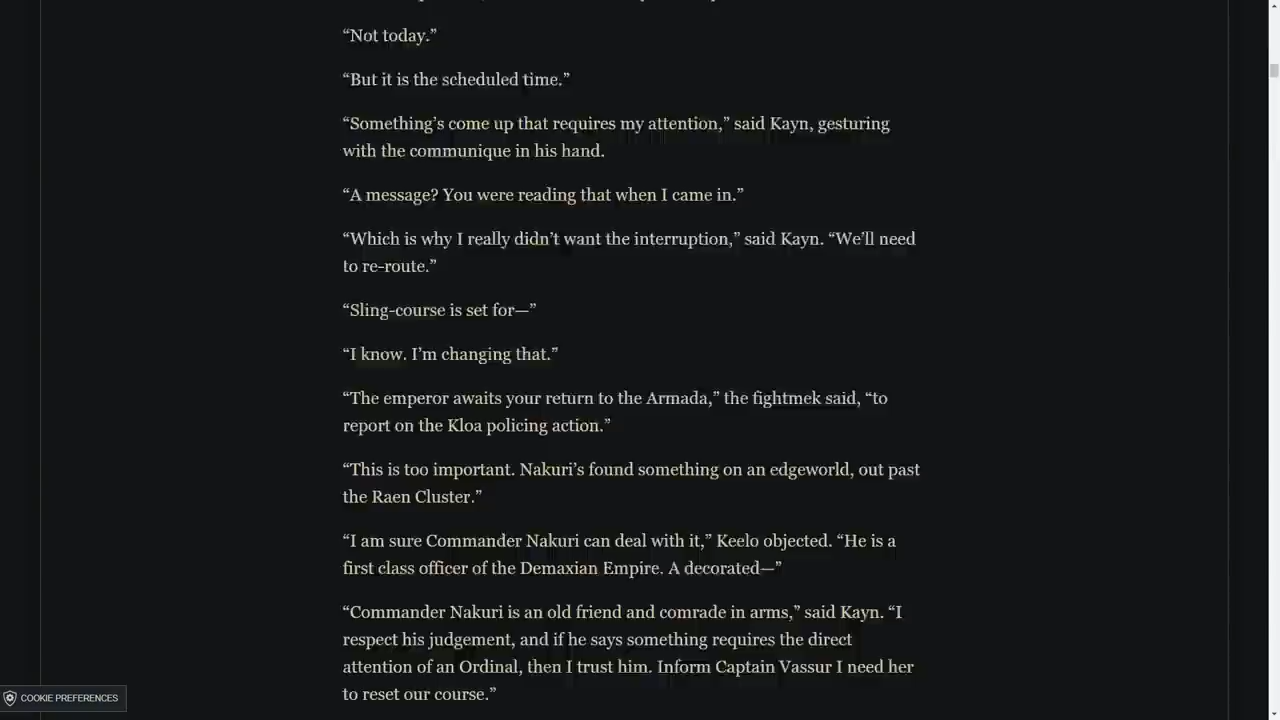 “Not today.”
“But it is the scheduled time.”
“Something’s come up that requires my attention,” said Kayn, gesturing
with the communique in his hand.
“A message? You were reading that when I came in.”
“Which is why I really didn’t want the interruption,” said Kayn. “We’ll need
to re-route.”
“Sling-course is set for—”
“I know. I’m changing that.”
“The emperor awaits your return to the Armada,” the fightmek said, “to
report on the Kloa policing action.”
“This is too important. Nakuri’s found something on an edgeworld, out past
the Raen Cluster.”
“I am sure Commander Nakuri can deal with it,” Keelo objected. “He is a
first class officer of the Demaxian Empire. A decorated—”
“Commander Nakuri is an old friend and comrade in arms,” said Kayn. “I
respect his judgement, and if he says something requires the direct
attention of an Ordinal, then I trust him. Inform Captain Vassur I need her
to reset our course.”
COOKIE PREFERENCES